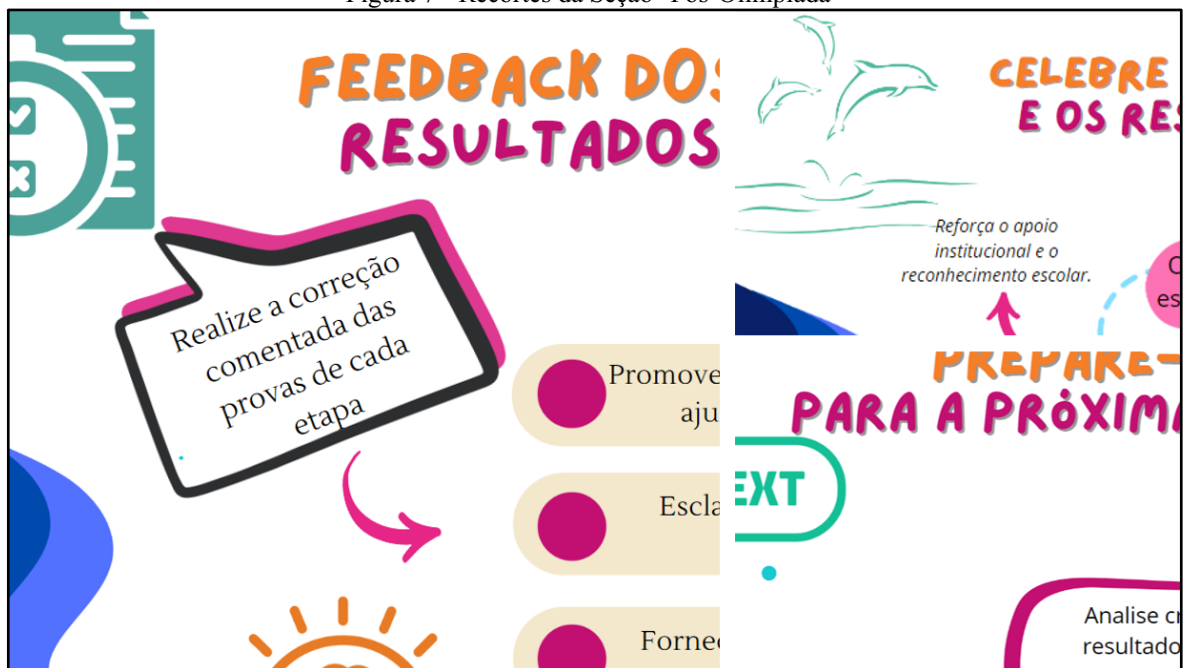 FEEDBACK DOS
RESULTADOS
Realize a correção
comentada das
provas de cada
etapa
Promove
aju
Escla
Forne
CELEBRE
E OS RES
Reforça o apoio
institucional e o
reconhecimento escolar.
es
PREPARE-
PARA A PRÓXIMA
EXT
Analise cr
resultado